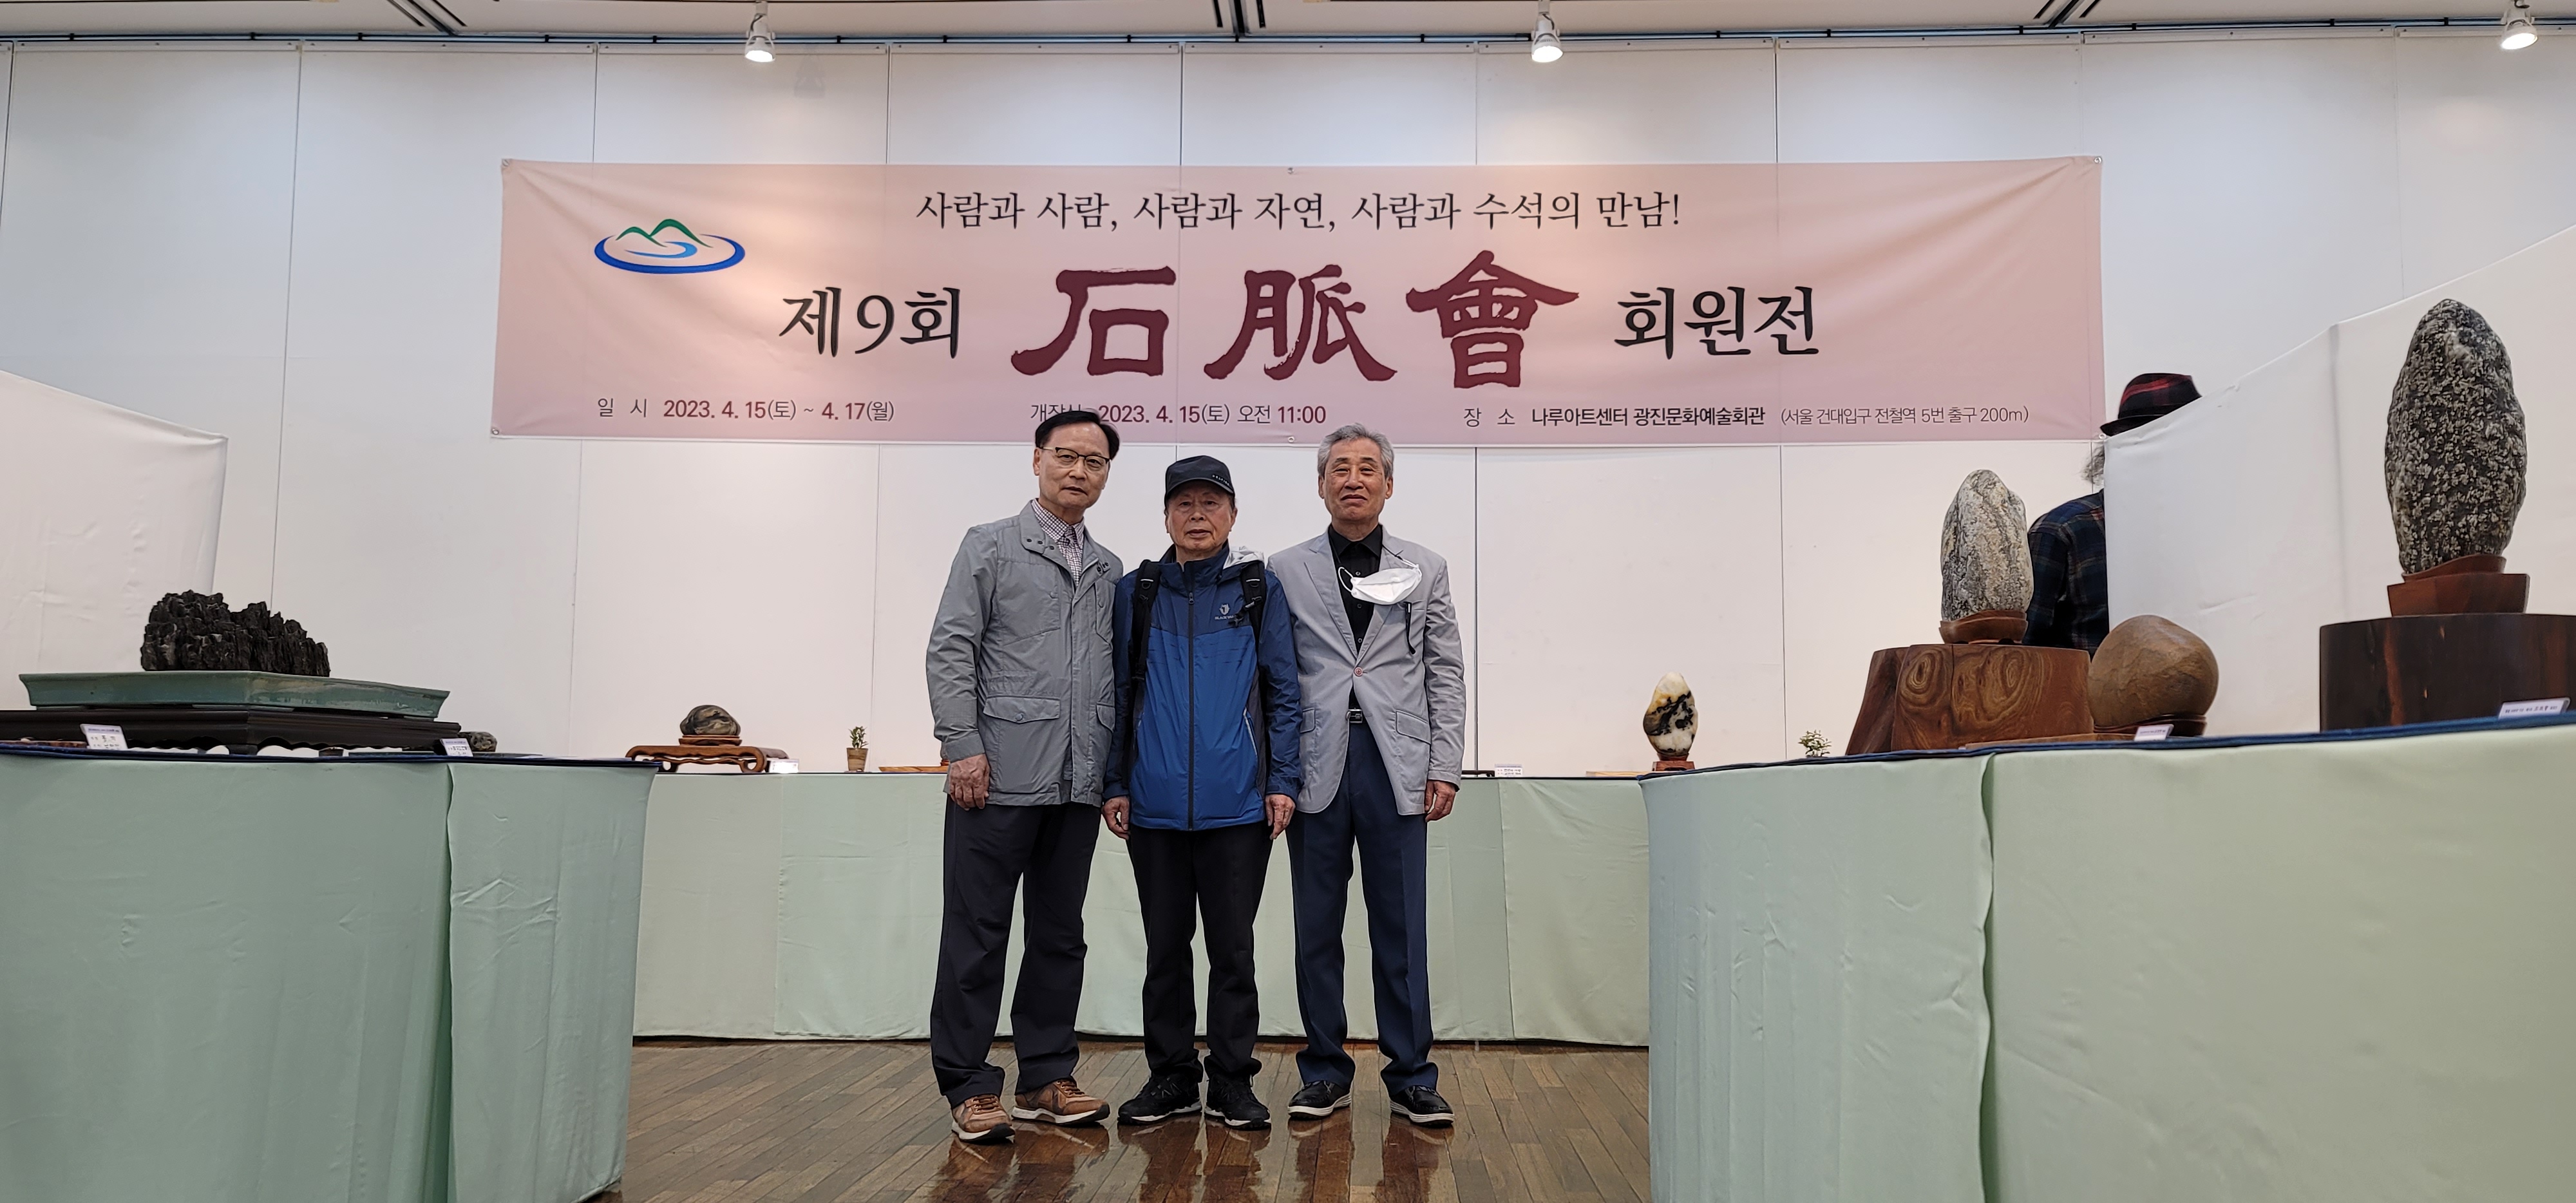 사람과 사람, 사람과 자연, 사람과 수석의 만남!
제9회 石脈會 회원전
일 시 2023. 4. 15(토) ~ 4. 17(월) 개장식 2023. 4. 15(토) 오전 11:00 장 소 나루아트센터 광진문화예술회관 (서울 건대입구 전철역 5번 출구 200m)